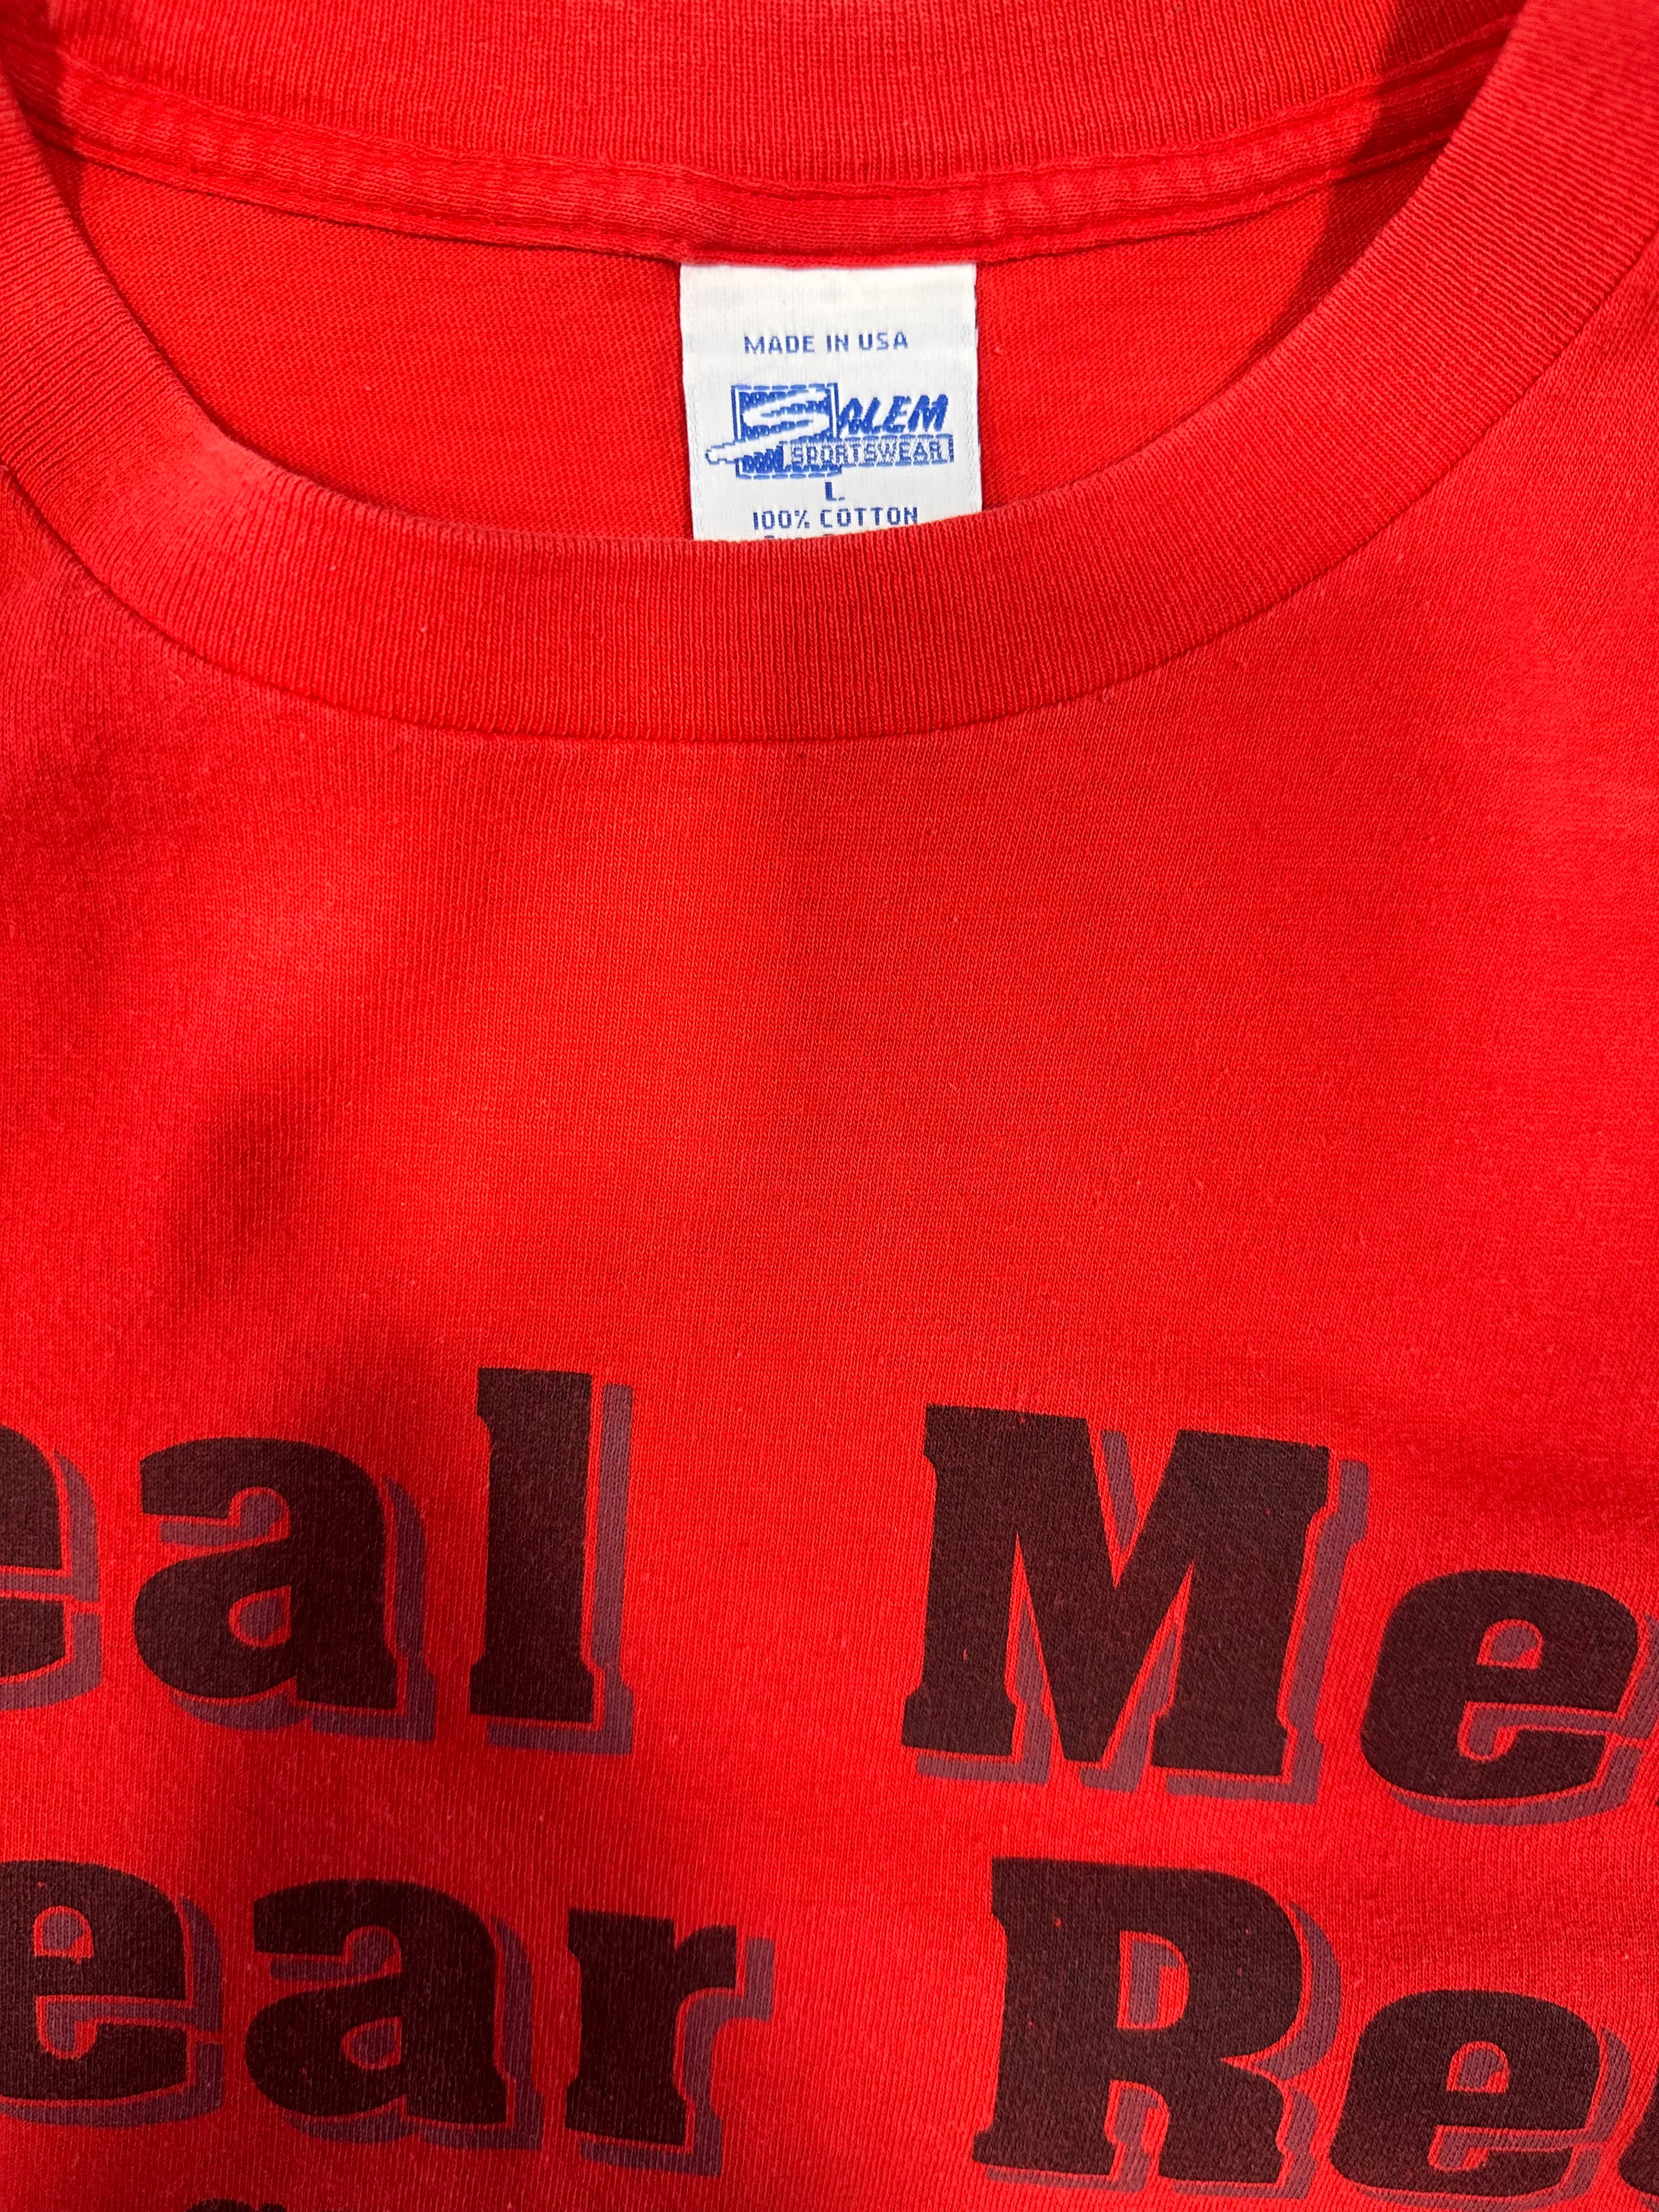 MADE IN USA
SALEM
SPORTSWEAR
L
100% COTTON
eal Me
ear Re